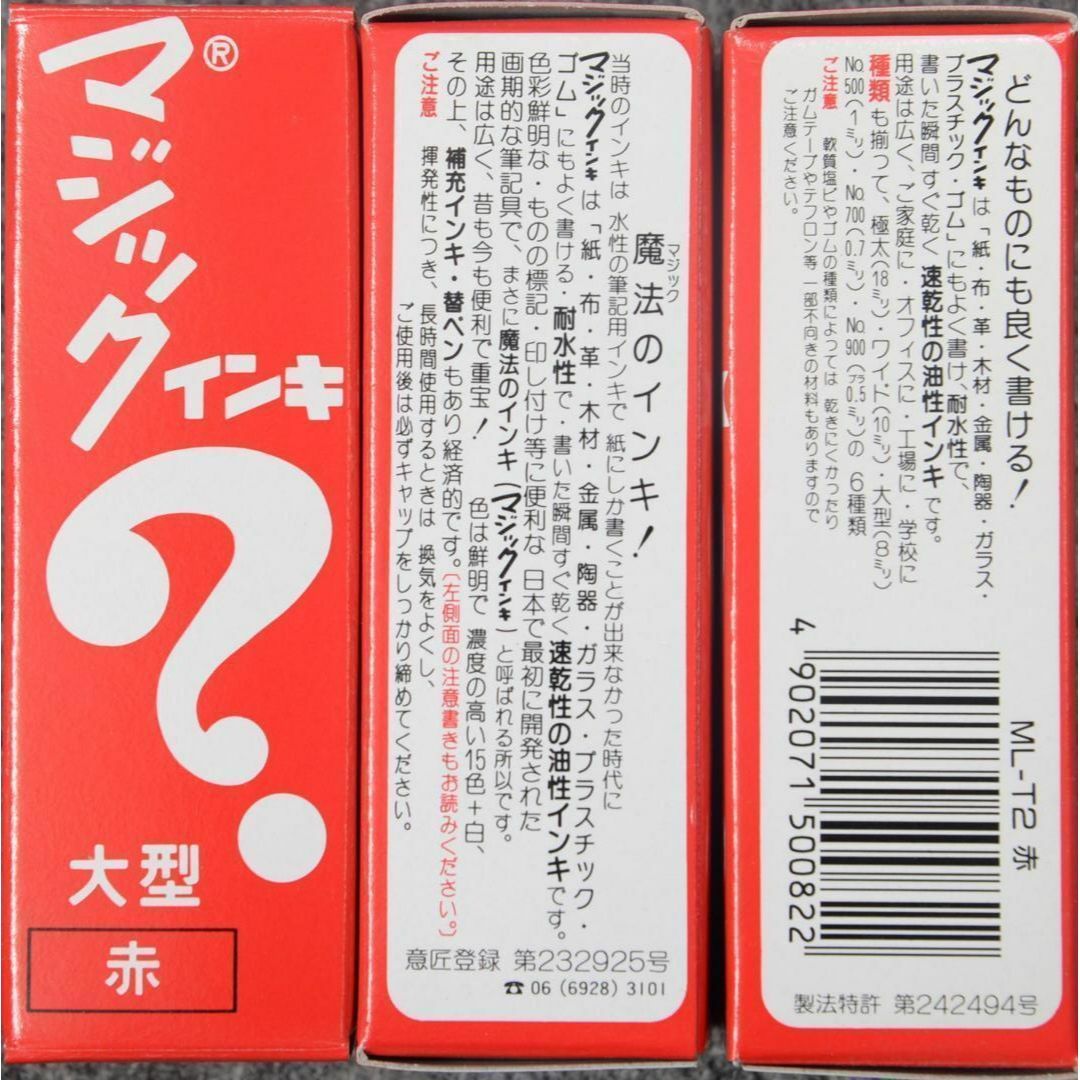 マジックインキ
®
?
大型
赤
魔法のインキ!
マジック
当時のインキは 水性の筆記用インキで 紙にしか書くことが出来なかった時代に
マジックインキは「紙・布・革・木材・金属・陶器・ガラス・プラスチック・
ゴム」にもよく書ける・耐水性で・書いた瞬間すぐ乾く速乾性の油性インキです。
色彩鮮明な・ものの標記・印し付け等に便利な 日本で最初に開発された
画期的な筆記具で、まさに魔法のインキ(マジックインキ)と呼ばれる所以です。
用途は広く、昔も今も便利で重宝! 色は鮮明で 濃度の高い15色+白、
その上、補充インキ・替ペンもあり経済的です。〔左側面の注意書きもお読みください。〕
ご注意 揮発性につき、長時間使用するときは 換気をよくし、
ご使用後は必ずキャップをしっかり締めてください。
意匠登録 第232925号
☎ 06 (6928) 3101
どんなものにも良く書ける!
マジックインキは「紙・布・革・木材・金属・陶器・ガラス・
プラスチック・ゴム」にもよく書け、耐水性で、
書いた瞬間 すぐ乾く 速乾性の油性インキです。
用途は広く、ご家庭に・オフィスに・工場に・学校に
種類も揃って、極太(18ミリ)・ワイド(10ミリ)・大型(8ミリ)
No.500(1ミリ)・No.700(0.7ミリ)・No.900(プラ0.5ミリ)の 6種類
ご注意 軟質塩ビやゴムの種類によっては 乾きにくかったり
ガムテープやテフロン等 一部不向きの材料もありますので
ご注意ください。
4 902071 500822
ML-T2 赤
製法特許 第242494号